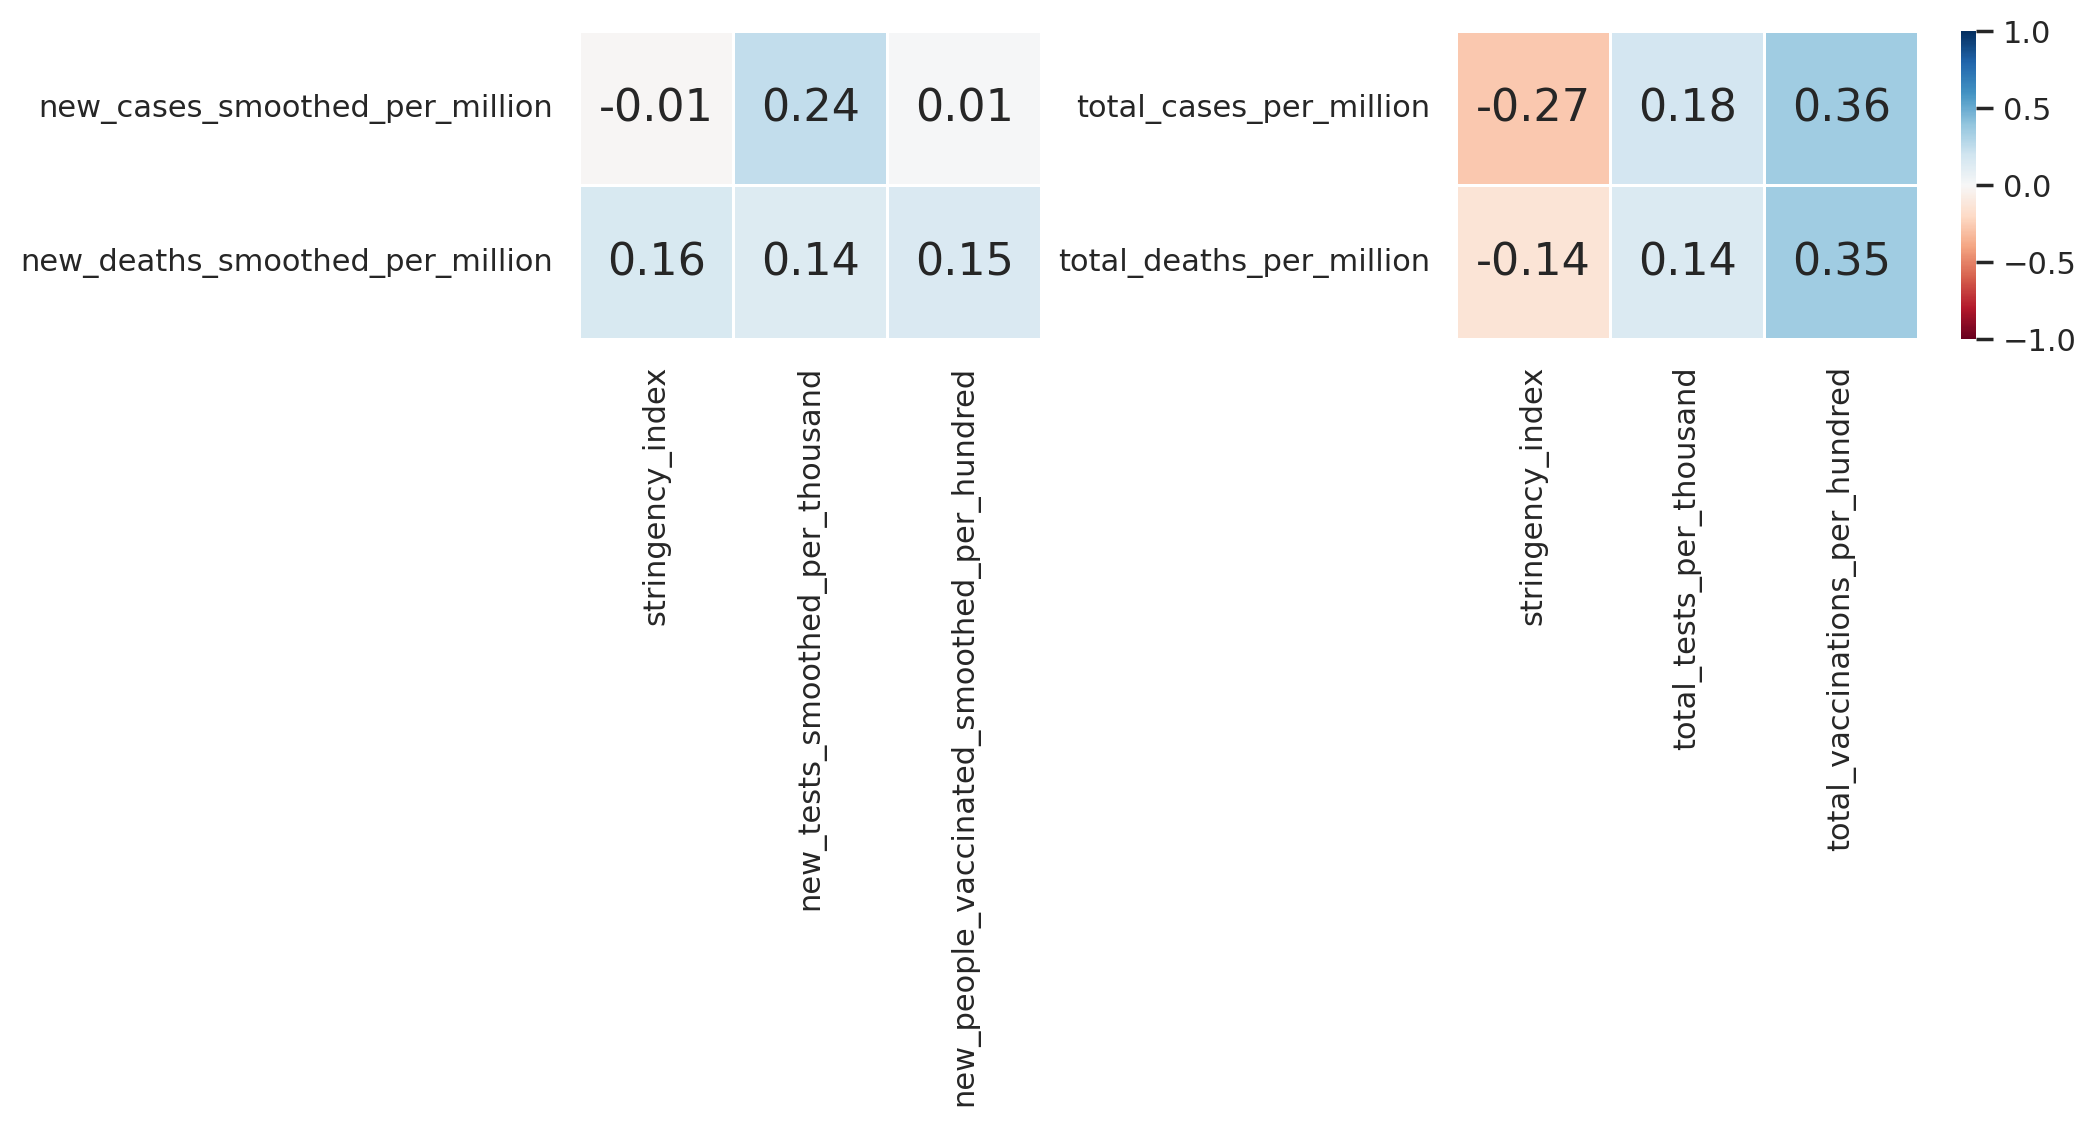 new_cases_smoothed_per_million -0.01 0.24 0.01
new_deaths_smoothed_per_million 0.16 0.14 0.15
stringency_index
new_tests_smoothed_per_thousand
new_people_vaccinated_smoothed_per_hundred
total_cases_per_million -0.27 0.18 0.36
total_deaths_per_million -0.14 0.14 0.35
stringency_index
total_tests_per_thousand
total_vaccinations_per_hundred
1.0
0.5
0.0
−0.5
−1.0